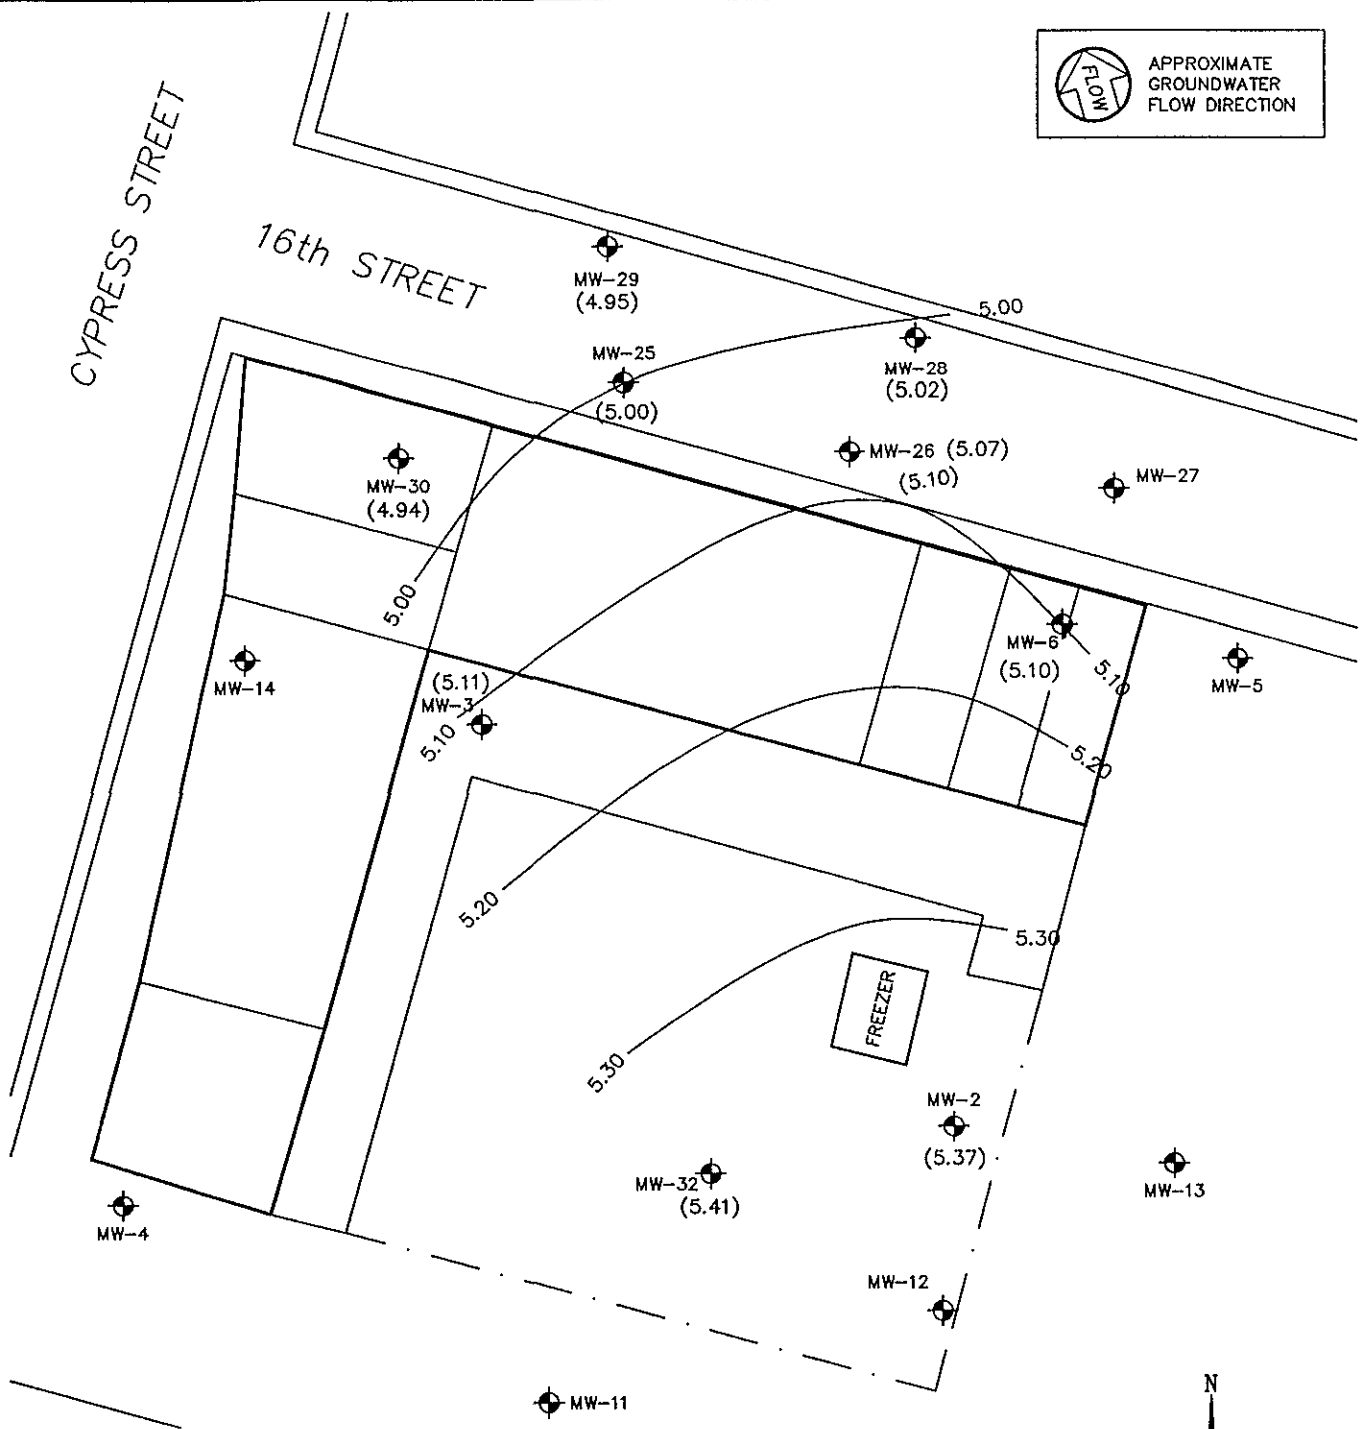 APPROXIMATE
GROUNDWATER
FLOW DIRECTION
FLOW
CYPRESS STREET
16th STREET
MW-29
(4.95)
5.00
MW-25
(5.00)
MW-28
(5.02)
MW-26 (5.07)
(5.10)
MW-27
MW-30
(4.94)
5.00
MW-6
(5.10)
5.10
MW-5
MW-14
(5.11)
MW-3
5.10
5.20
5.20
5.30
FREEZER
5.30
MW-2
(5.37)
MW-32
(5.41)
MW-13
MW-4
MW-12
MW-11
N